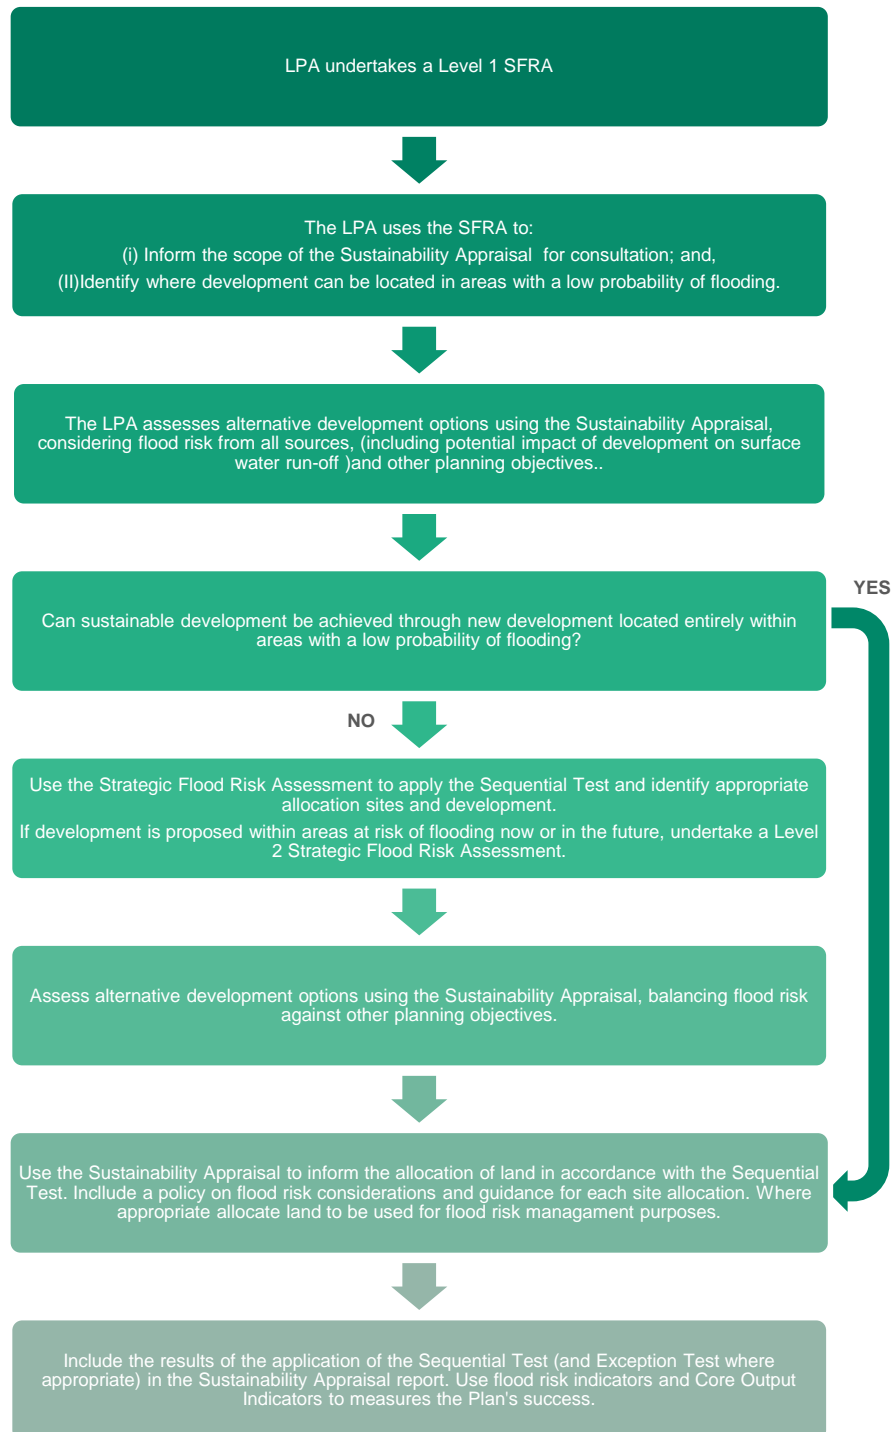 LPA undertakes a Level 1 SFRA
The LPA uses the SFRA to:
(i) Inform the scope of the Sustainability Appraisal for consultation; and,
(II)Identify where development can be located in areas with a low probability of flooding.
The LPA assesses alternative development options using the Sustainability Appraisal,
considering flood risk from all sources, (including potential impact of development on surface
water run-off )and other planning objectives..
YES
Can sustainable development be achieved through new development located entirely within
areas with a low probability of flooding?
NO
Use the Strategic Flood Risk Assessment to apply the Sequential Test and identify appropriate
allocation sites and development.
If development is proposed within areas at risk of flooding now or in the future, undertake a Level
2 Strategic Flood Risk Assessment.
Assess alternative development options using the Sustainability Appraisal, balancing flood risk
against other planning objectives.
Use the Sustainability Appraisal to inform the allocation of land in accordance with the Sequential
Test. Incllude a policy on flood risk considerations and guidance for each site allocation. Where
appropriate allocate land to be used for flood risk managament purposes.
Include the results of the application of the Sequential Test (and Exception Test where
appropriate) in the Sustainability Appraisal report. Use flood risk indicators and Core Output
Indicators to measures the Plan's success.